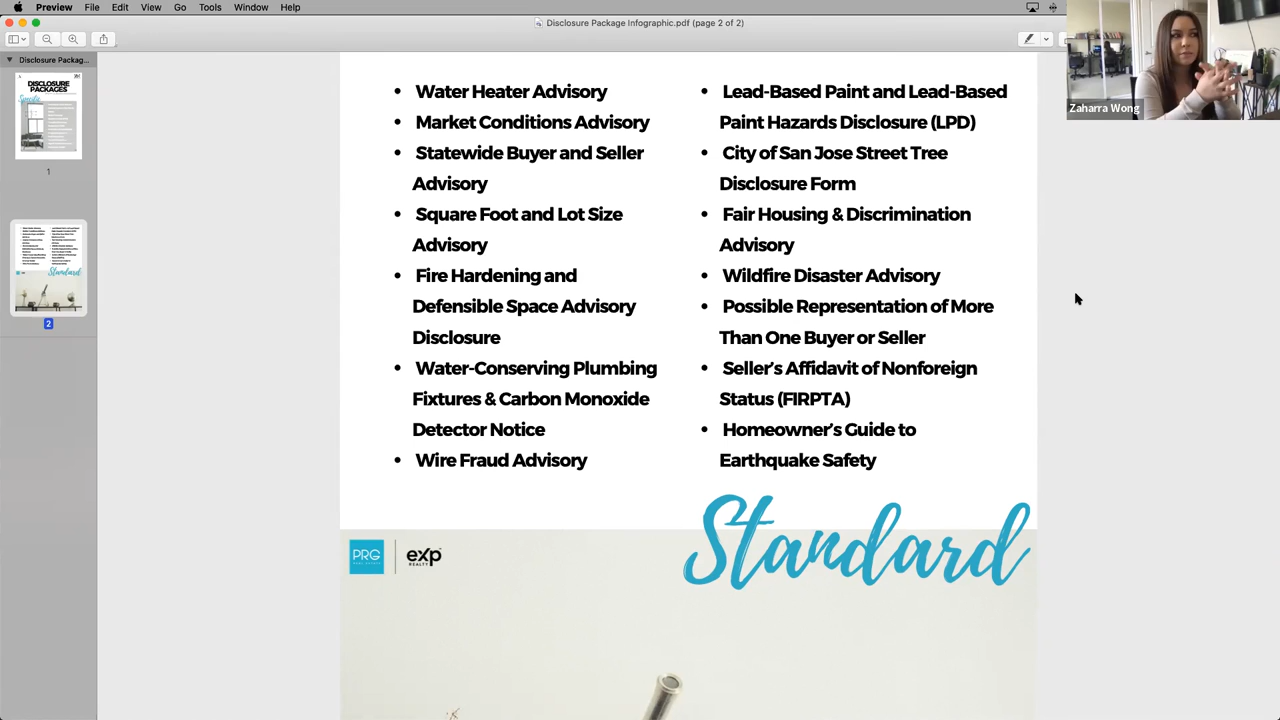 Preview File Edit View Go Tools Window Help
Disclosure Package Infographic.pdf (page 2 of 2)
Disclosure Packag...
DISCLOSURE
PACKAGES
Specific
1
Standard
2
• Water Heater Advisory
• Market Conditions Advisory
• Statewide Buyer and Seller
Advisory
• Square Foot and Lot Size
Advisory
• Fire Hardening and
Defensible Space Advisory
Disclosure
• Water-Conserving Plumbing
Fixtures & Carbon Monoxide
Detector Notice
• Wire Fraud Advisory
• Lead-Based Paint and Lead-Based
Paint Hazards Disclosure (LPD)
• City of San Jose Street Tree
Disclosure Form
• Fair Housing & Discrimination
Advisory
• Wildfire Disaster Advisory
• Possible Representation of More
Than One Buyer or Seller
• Seller's Affidavit of Nonforeign
Status (FIRPTA)
• Homeowner's Guide to
Earthquake Safety
Standard
PRG
exp
REALTY
Zaharra Wong